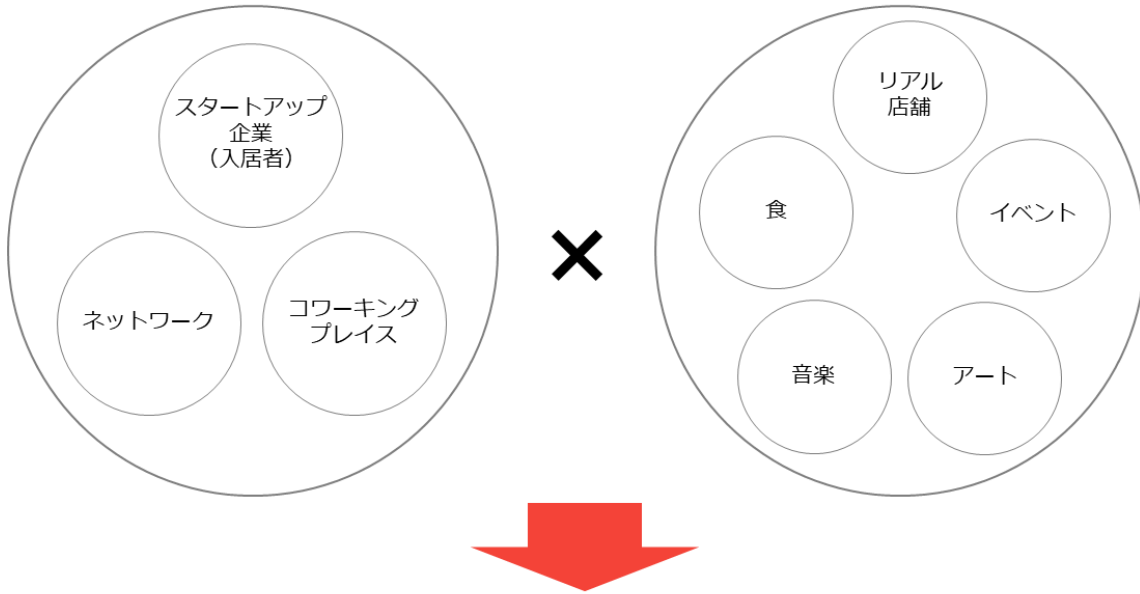 スタートアップ
企業
（入居者）
ネットワーク
コワーキング
プレイス
×
リアル
店舗
食
イベント
音楽
アート